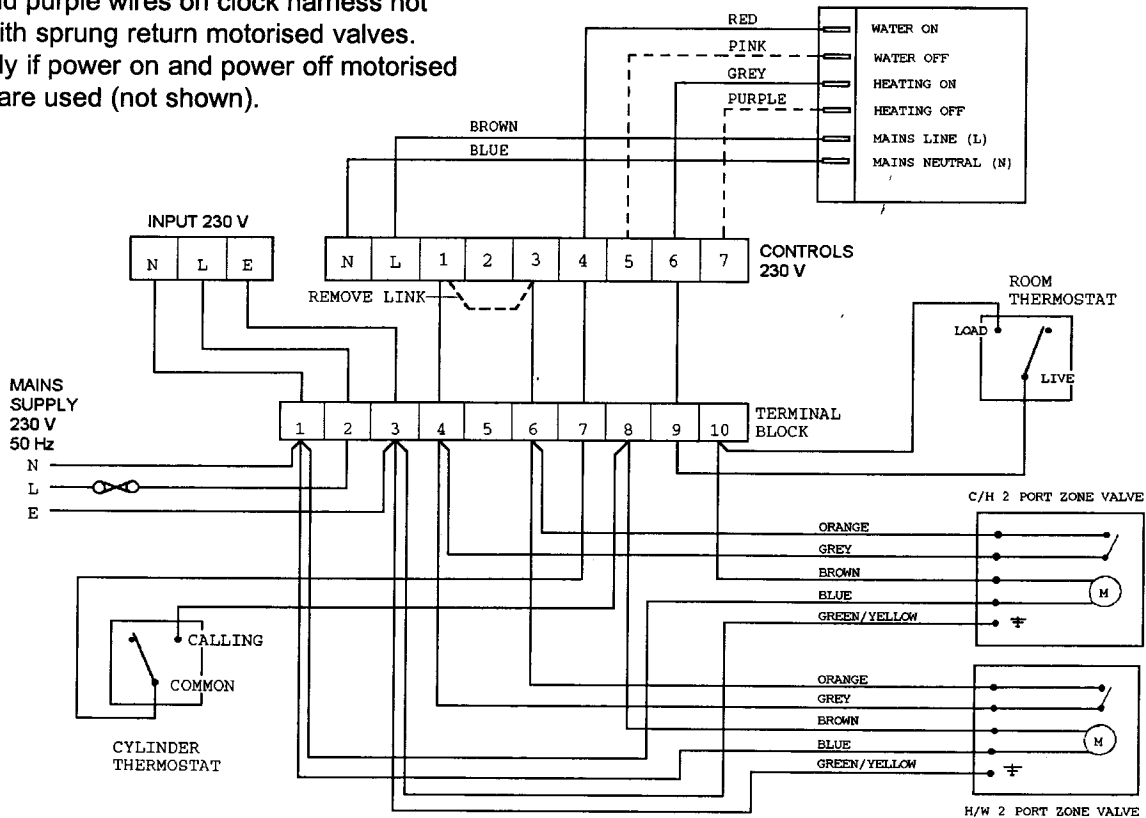 purple wires on clock harness not
with sprung return motorised valves.
if power on and power off motorised
are used (not shown).
RED
WATER ON
PINK
WATER OFF
GREY
HEATING ON
PURPLE
HEATING OFF
BROWN
MAINS LINE (L)
BLUE
MAINS NEUTRAL (N)
INPUT 230 V
N L E
N L 1 2 3 4 5 6 7
CONTROLS
230 V
REMOVE LINK
ROOM
THERMOSTAT
LOAD
LIVE
MAINS
SUPPLY
230 V
50 Hz
N
L
E
1 2 3 4 5 6 7 8 9 10
TERMINAL
BLOCK
C/H 2 PORT ZONE VALVE
ORANGE
GREY
BROWN
BLUE
GREEN/YELLOW
M
CALLING
COMMON
CYLINDER
THERMOSTAT
ORANGE
GREY
BROWN
BLUE
GREEN/YELLOW
M
H/W 2 PORT ZONE VALVE